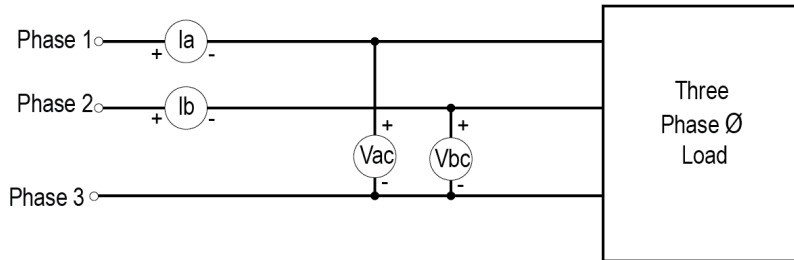 Phase 1
+ Ia -
Phase 2
+ Ib -
Phase 3
+
Vac
-
+
Vbc
-
Three
Phase Ø
Load